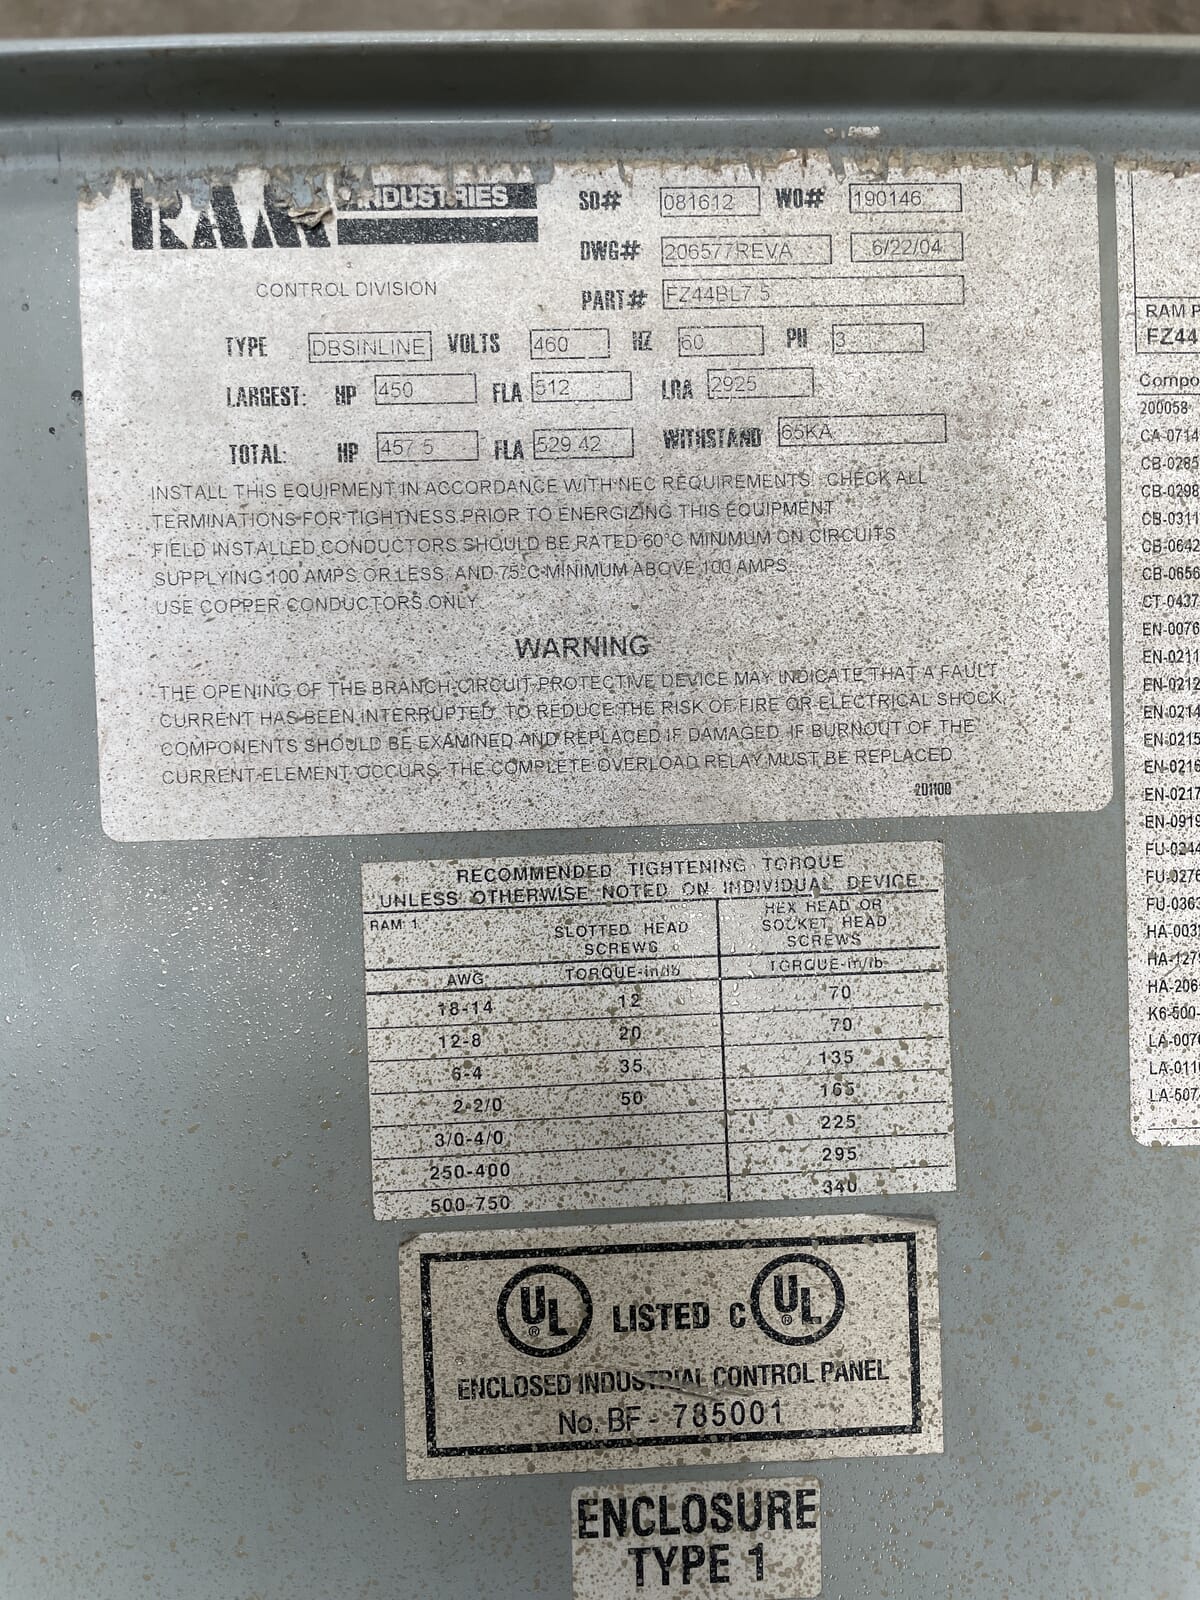 RAM INDUSTRIES
CONTROL DIVISION
SO# 081612 WO# 190146
DWG# 206577REVA 6/22/04
PART# FZ44BL7.5
TYPE DBSINLINE VOLTS 460 HZ 60 PH 3
LARGEST: HP 450 FLA 512 LRA 2925
TOTAL: HP 457.5 FLA 529.42 WITHSTAND 65KA
INSTALL THIS EQUIPMENT IN ACCORDANCE WITH NEC REQUIREMENTS. CHECK ALL
TERMINATIONS FOR TIGHTNESS PRIOR TO ENERGIZING THIS EQUIPMENT
FIELD INSTALLED CONDUCTORS SHOULD BE RATED 60°C MINIMUM ON CIRCUITS
SUPPLYING 100 AMPS OR LESS, AND 75°C MINIMUM ABOVE 100 AMPS.
USE COPPER CONDUCTORS ONLY.
WARNING
THE OPENING OF THE BRANCH-CIRCUIT PROTECTIVE DEVICE MAY INDICATE THAT A FAULT
CURRENT HAS BEEN INTERRUPTED. TO REDUCE THE RISK OF FIRE OR ELECTRICAL SHOCK,
COMPONENTS SHOULD BE EXAMINED AND REPLACED IF DAMAGED. IF BURNOUT OF THE
CURRENT ELEMENT OCCURS, THE COMPLETE OVERLOAD RELAY MUST BE REPLACED
201100
RAM P
FZ44
Compo
200058
CA-0714
CB-0285
CB-0298
CB-0311
CB-0642
CB-0656
CT-0437
EN-0076
EN-0211
EN-0212
EN-0214
EN-0215
EN-0216
EN-0217
EN-0919
FU-0244
FU-0276
FU-0363
HA-003
HA-127
HA-206
K6-500-
LA-007
LA-011
LA-507
RECOMMENDED TIGHTENING TORQUE
UNLESS OTHERWISE NOTED ON INDIVIDUAL DEVICE
RAM 1
SLOTTED HEAD SCREWS
HEX HEAD OR SOCKET HEAD SCREWS
AWG TORQUE-in/lb TORQUE-in/lb
18-14 12 70
12-8 20 70
6-4 35 135
2-2/0 50 165
3/0-4/0 225
250-400 295
500-750 340
UL LISTED C UL
ENCLOSED INDUSTRIAL CONTROL PANEL
No. BF- 785001
ENCLOSURE
TYPE 1